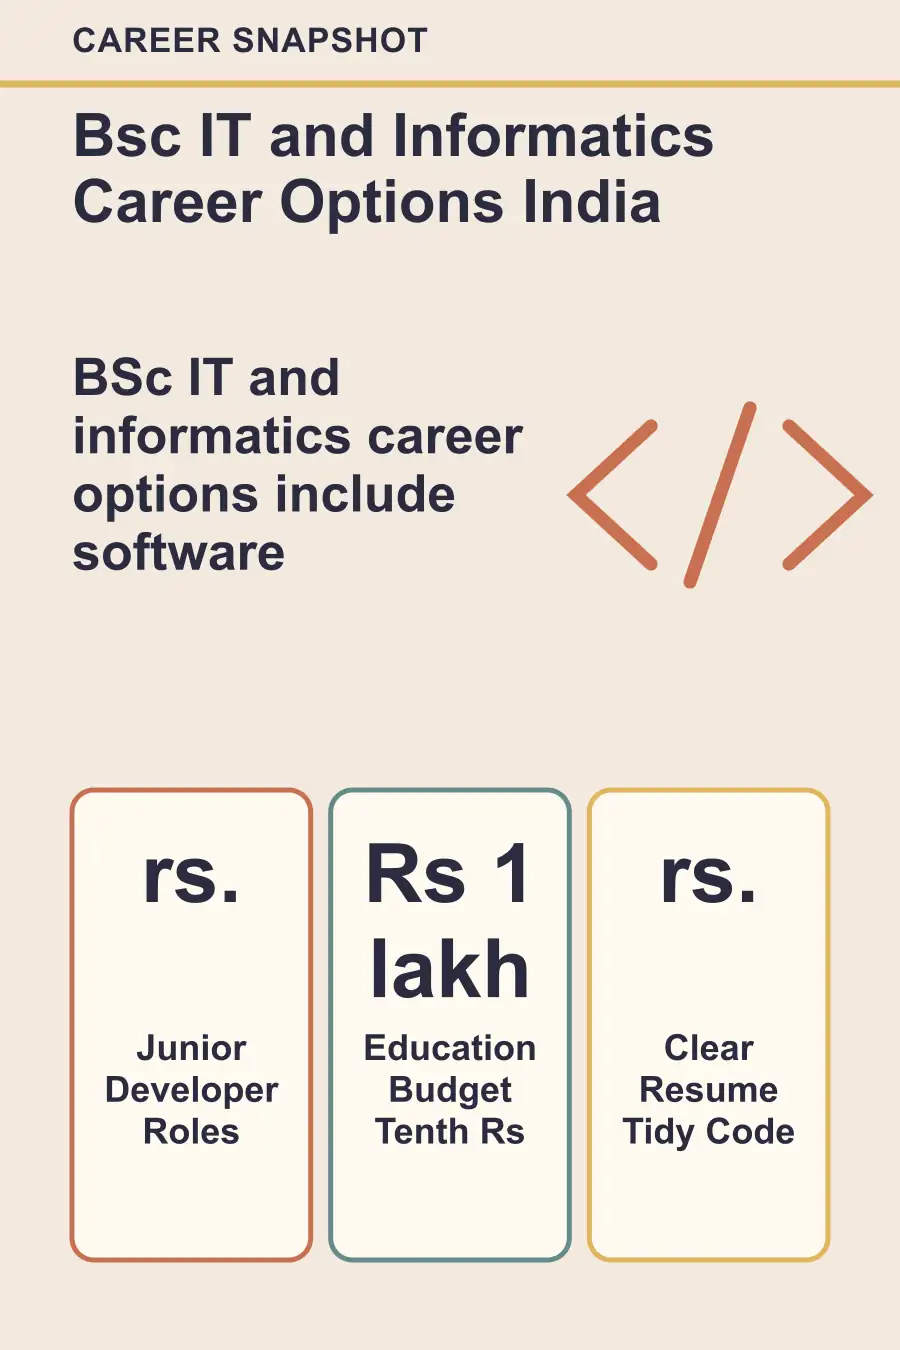 CAREER SNAPSHOT
Bsc IT and Informatics
Career Options India
BSc IT and
informatics career
options include
software
rs.
Junior
Developer
Roles
Rs 1
lakh
Education
Budget
Tenth Rs
rs.
Clear
Resume
Tidy Code